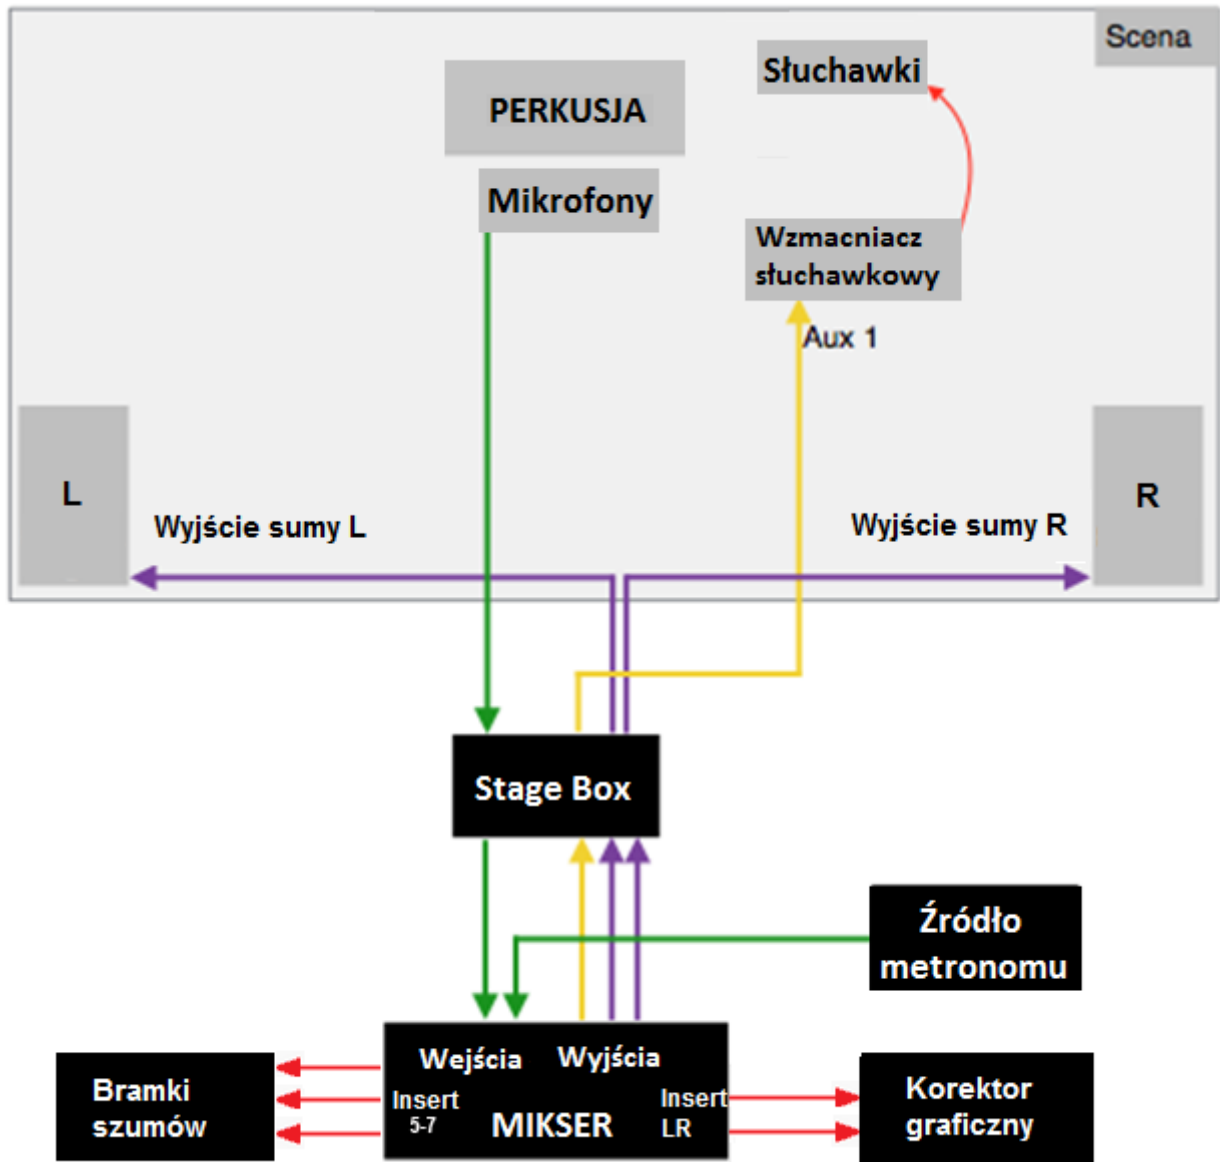 Scena
Słuchawki
PERKUSJA
Mikrofony
Wzmacniacz
słuchawkowy
Aux 1
L
R
Wyjście sumy L
Wyjście sumy R
Stage Box
Źródło
metronomu
Wejścia
Wyjścia
Bramki
szumów
Insert
5-7
MIKSER
Insert
LR
Korektor
graficzny